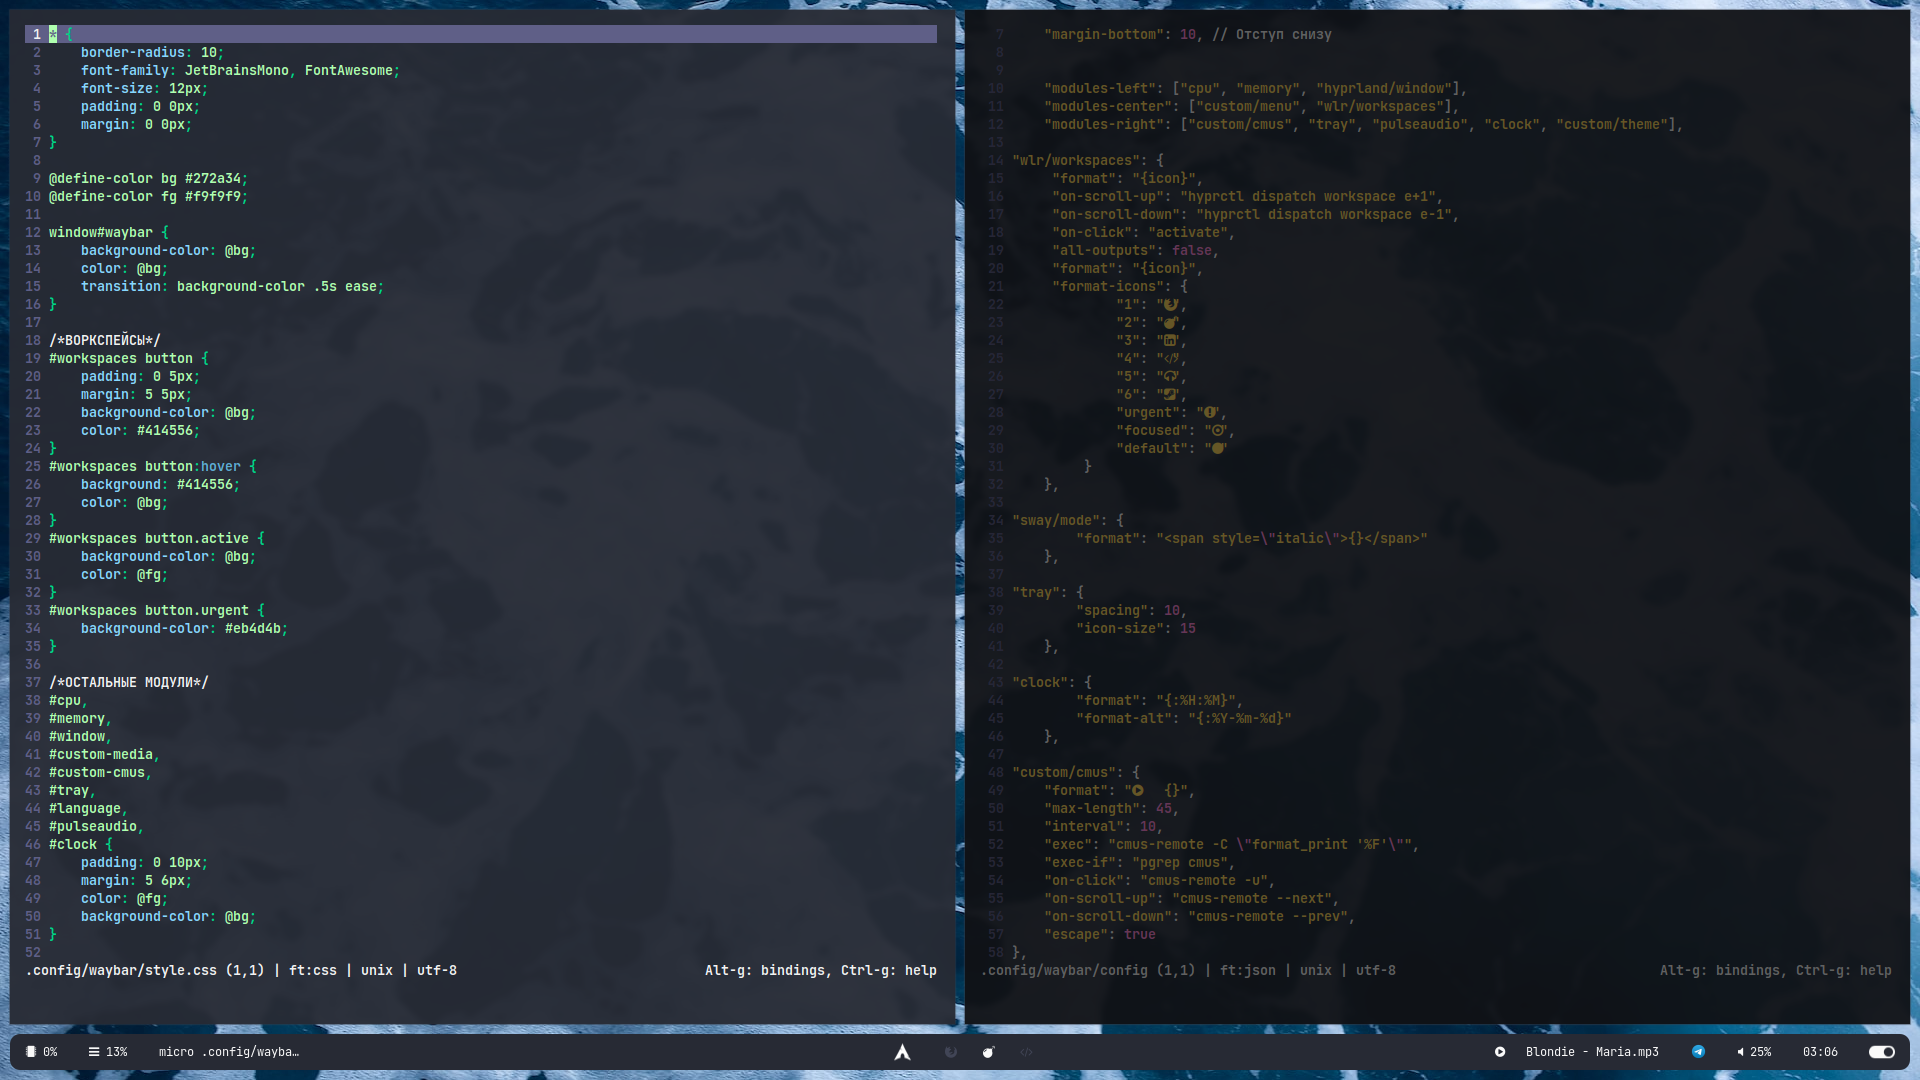 1 * {
2 border-radius: 10;
3 font-family: JetBrainsMono, FontAwesome;
4 font-size: 12px;
5 padding: 0 0px;
6 margin: 0 0px;
7 }
8
9 @define-color bg #272a34;
10 @define-color fg #f9f9f9;
11
12 window#waybar {
13 background-color: @bg;
14 color: @bg;
15 transition: background-color .5s ease;
16 }
17
18 /*ВОРКСПЕЙСЫ*/
19 #workspaces button {
20 padding: 0 5px;
21 margin: 5 5px;
22 background-color: @bg;
23 color: #414556;
24 }
25 #workspaces button:hover {
26 background: #414556;
27 color: @bg;
28 }
29 #workspaces button.active {
30 background-color: @bg;
31 color: @fg;
32 }
33 #workspaces button.urgent {
34 background-color: #eb4d4b;
35 }
36
37 /*ОСТАЛЬНЫЕ МОДУЛИ*/
38 #cpu,
39 #memory,
40 #window,
41 #custom-media,
42 #custom-cmus,
43 #tray,
44 #language,
45 #pulseaudio,
46 #clock {
47 padding: 0 10px;
48 margin: 5 6px;
49 color: @fg;
50 background-color: @bg;
51 }
52
.config/waybar/style.css (1,1) | ft:css | unix | utf-8 Alt-g: bindings, Ctrl-g: help
7 "margin-bottom": 10, // Отступ снизу
8
9
10 "modules-left": ["cpu", "memory", "hyprland/window"],
11 "modules-center": ["custom/menu", "wlr/workspaces"],
12 "modules-right": ["custom/cmus", "tray", "pulseaudio", "clock", "custom/theme"],
13
14 "wlr/workspaces": {
15 "format": "{icon}",
16 "on-scroll-up": "hyprctl dispatch workspace e+1",
17 "on-scroll-down": "hyprctl dispatch workspace e-1",
18 "on-click": "activate",
19 "all-outputs": false,
20 "format": "{icon}",
21 "format-icons": {
22 "1": "",
23 "2": "",
24 "3": "",
25 "4": "",
26 "5": "",
27 "6": "",
28 "urgent": "",
29 "focused": "",
30 "default": ""
31 }
32 },
33
34 "sway/mode": {
35 "format": "<span style=\"italic\">{}</span>"
36 },
37
38 "tray": {
39 "spacing": 10,
40 "icon-size": 15
41 },
42
43 "clock": {
44 "format": "{:%H:%M}",
45 "format-alt": "{:%Y-%m-%d}"
46 },
47
48 "custom/cmus": {
49 "format": " {}",
50 "max-length": 45,
51 "interval": 10,
52 "exec": "cmus-remote -C \"format_print '%F'\"",
53 "exec-if": "pgrep cmus",
54 "on-click": "cmus-remote -u",
55 "on-scroll-up": "cmus-remote --next",
56 "on-scroll-down": "cmus-remote --prev",
57 "escape": true
58 },
.config/waybar/config (1,1) | ft:json | unix | utf-8 Alt-g: bindings, Ctrl-g: help
0% 13% micro .config/wayba… Blondie - Maria.mp3 25% 03:06